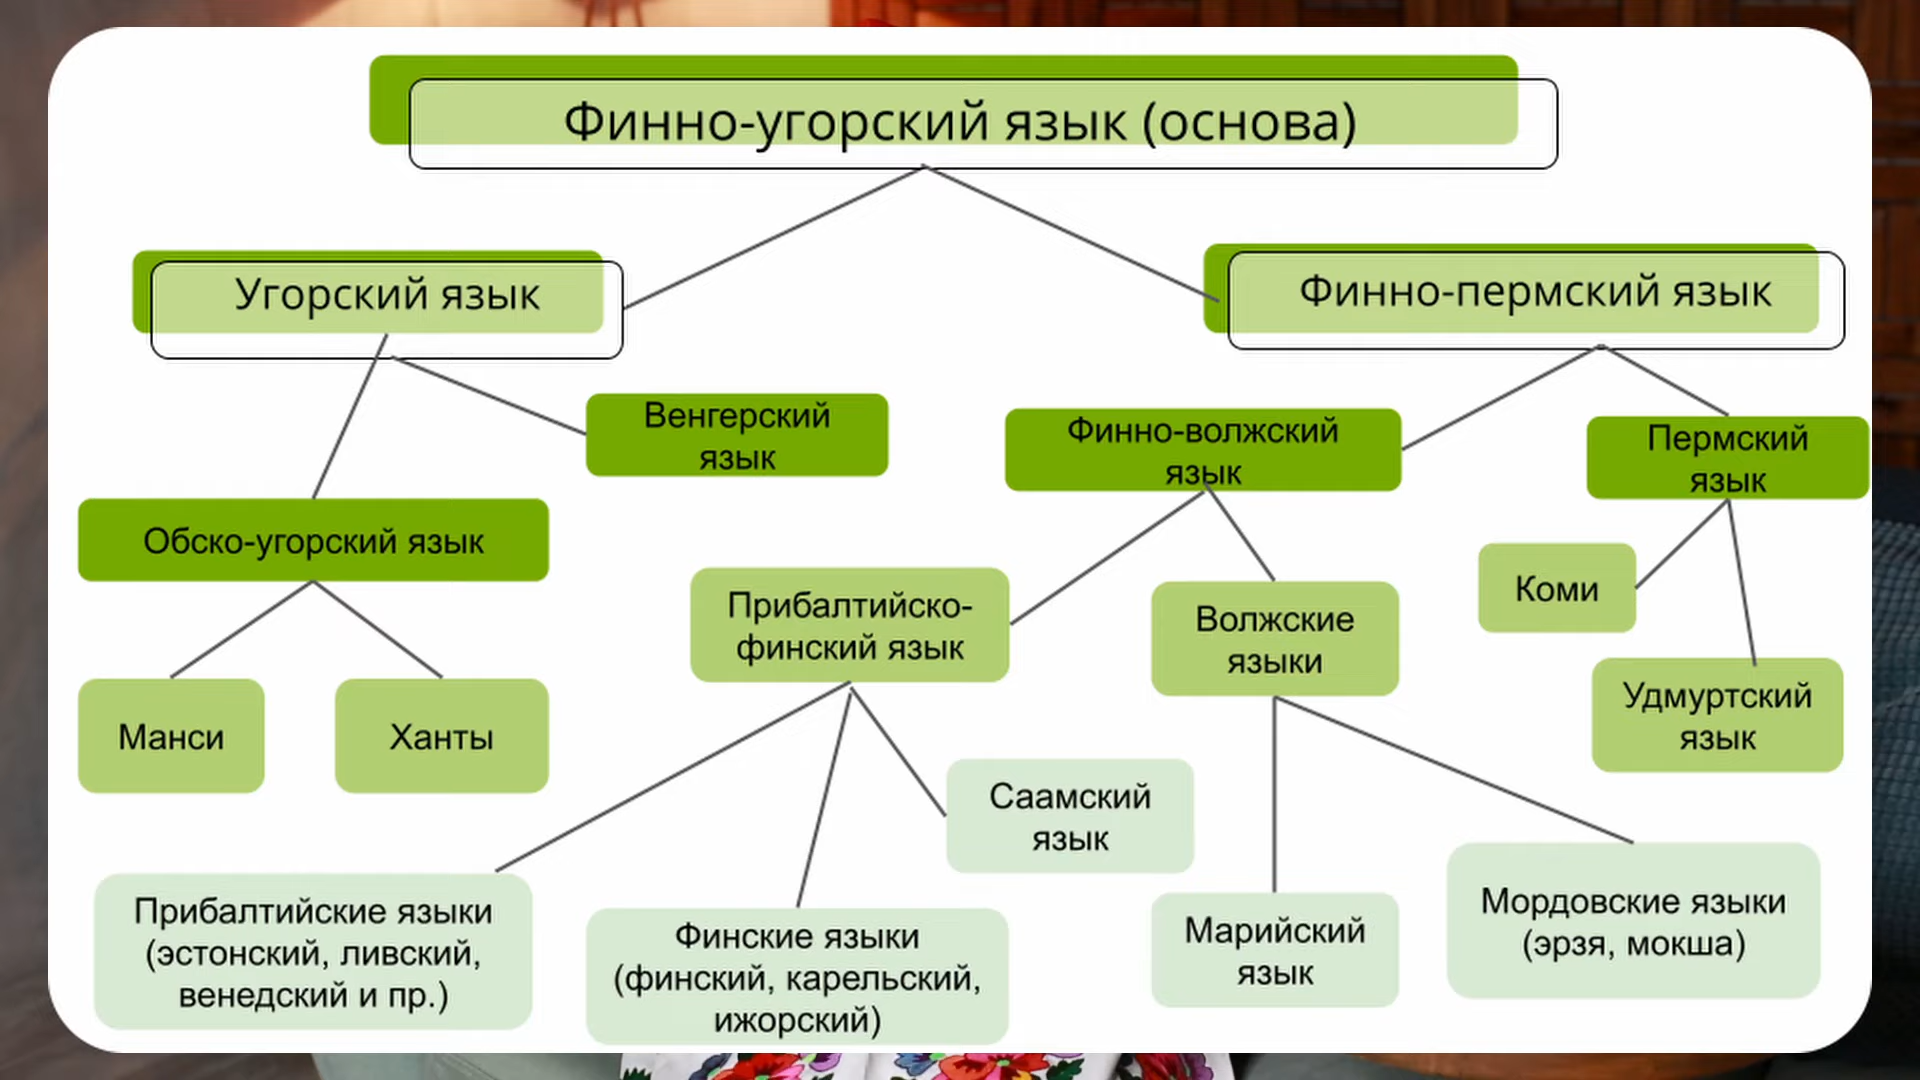 Финно-угорский язык (основа)
Угорский язык
Финно-пермский язык
Венгерский
язык
Финно-волжский
язык
Пермский
язык
Обско-угорский язык
Прибалтийско-
финский язык
Волжские
языки
Коми
Манси
Ханты
Удмуртский
язык
Саамский
язык
Прибалтийские языки
(эстонский, ливский,
венедский и пр.)
Финские языки
(финский, карельский,
ижорский)
Марийский
язык
Мордовские языки
(эрзя, мокша)